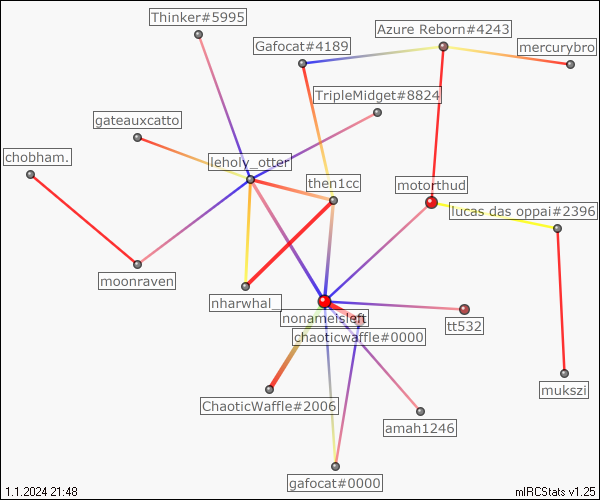 Thinker#5995
Azure Reborn#4243
Gafocat#4189
mercurybro
TripleMidget#8824
gateauxcatto
chobham.
leholy_otter
then1cc
motorthud
lucas das oppai#2396
moonraven
nharwhal_
nonameisleft
tt532
chaoticwaffle#0000
mukszi
ChaoticWaffle#2006
amah1246
gafocat#0000
1.1.2024 21:48
mIRCStats v1.25